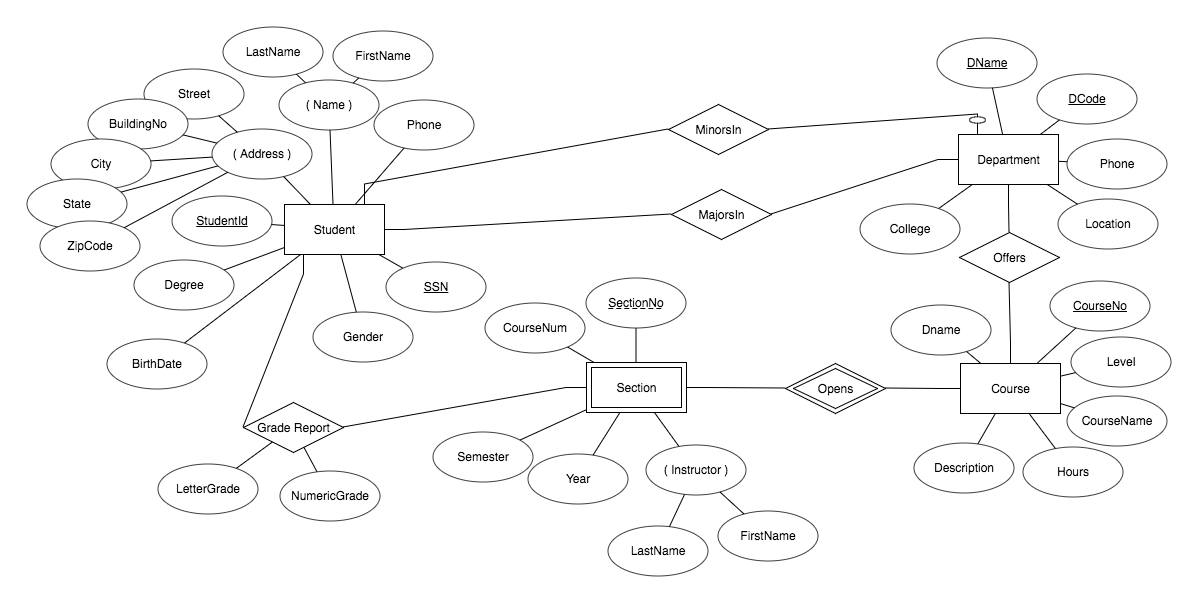 LastName
FirstName
DName
Street
( Name )
DCode
BuildingNo
Phone
MinorsIn
( Address )
Department
Phone
City
State
StudentId
MajorsIn
Location
Student
College
ZipCode
Offers
Degree
SSN
SectionNo
CourseNo
CourseNum
Dname
Gender
BirthDate
Level
Section
Opens
Course
CourseName
Grade Report
Semester
( Instructor )
Description
Hours
Year
LetterGrade
NumericGrade
FirstName
LastName